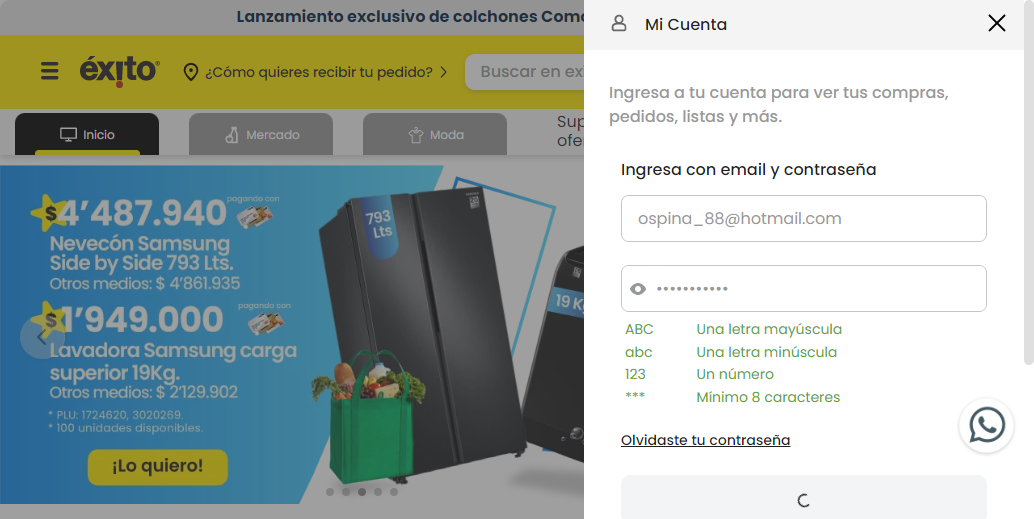 Lanzamiento exclusivo de colchones Como
Mi Cuenta
éxito
¿Cómo quieres recibir tu pedido?
Buscar en ex
Inicio
Mercado
Moda
Sup
ofe
Ingresa a tu cuenta para ver tus compras,
pedidos, listas y más.
Ingresa con email y contraseña
ospina_88@hotmail.com
•••••••••••
ABC Una letra mayúscula
abc Una letra minúscula
123 Un número
*** Mínimo 8 caracteres
Olvidaste tu contraseña
$4’487.940
pagando con
Nevecón Samsung
Side by Side 793 Lts.
Otros medios: $ 4’861.935
$1’949.000
pagando con
Lavadora Samsung carga
superior 19Kg.
Otros medios: $ 2’129.902
* PLU: 1724620, 3020269.
* 100 unidades disponibles.
¡Lo quiero!
793
Lts
19 Kg